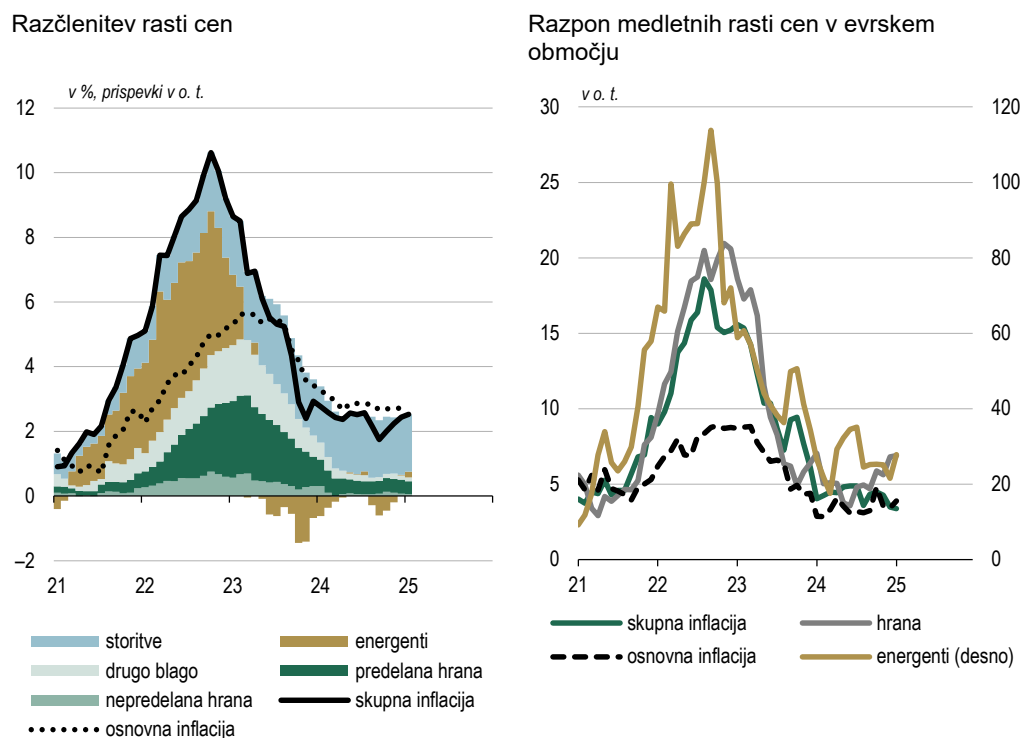 Razčlenitev rasti cen
v %, prispevki v o. t.
12
10
8
6
4
2
0
–2
21 22 23 24 25
storitve energenti
drugo blago predelana hrana
nepredelana hrana skupna inflacija
osnovna inflacija
Razpon medletnih rasti cen v evrskem
območju
v o. t.
30 120
25 100
20 80
15 60
10 40
5 20
0 0
21 22 23 24 25
skupna inflacija hrana
osnovna inflacija energenti (desno)